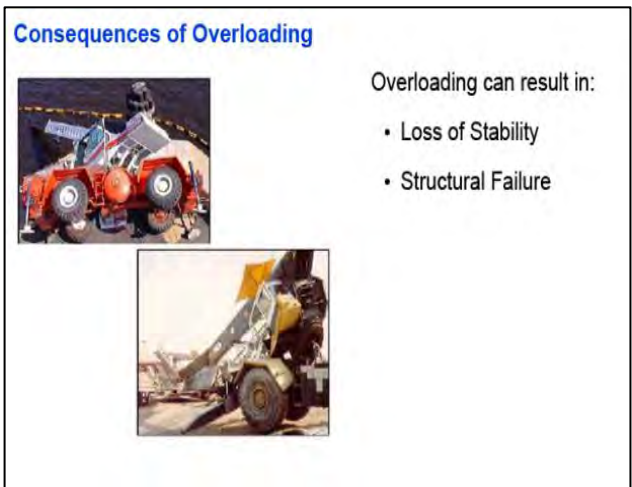 Consequences of Overloading
Overloading can result in:
• Loss of Stability
• Structural Failure